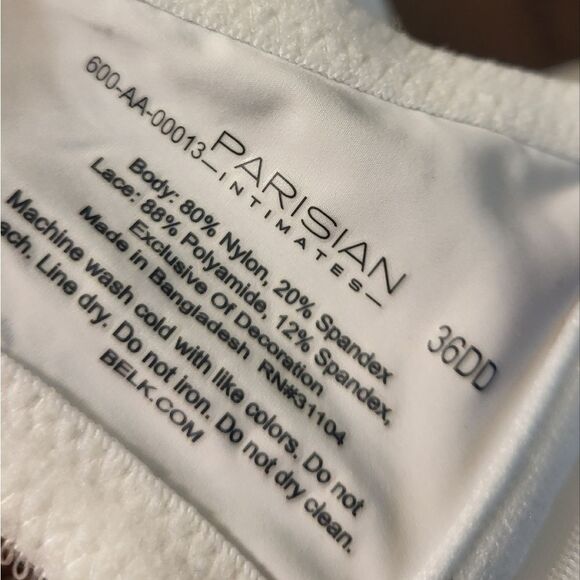 600-AA-00013
PARISIAN
_INTIMATES_
36DD
Body: 80% Nylon, 20% Spandex
Lace: 88% Polyamide, 12% Spandex,
Exclusive Of Decoration
Made in Bangladesh RN#31104
Machine wash cold with like colors. Do not
ach. Line dry. Do not iron. Do not dry clean.
BELK.COM